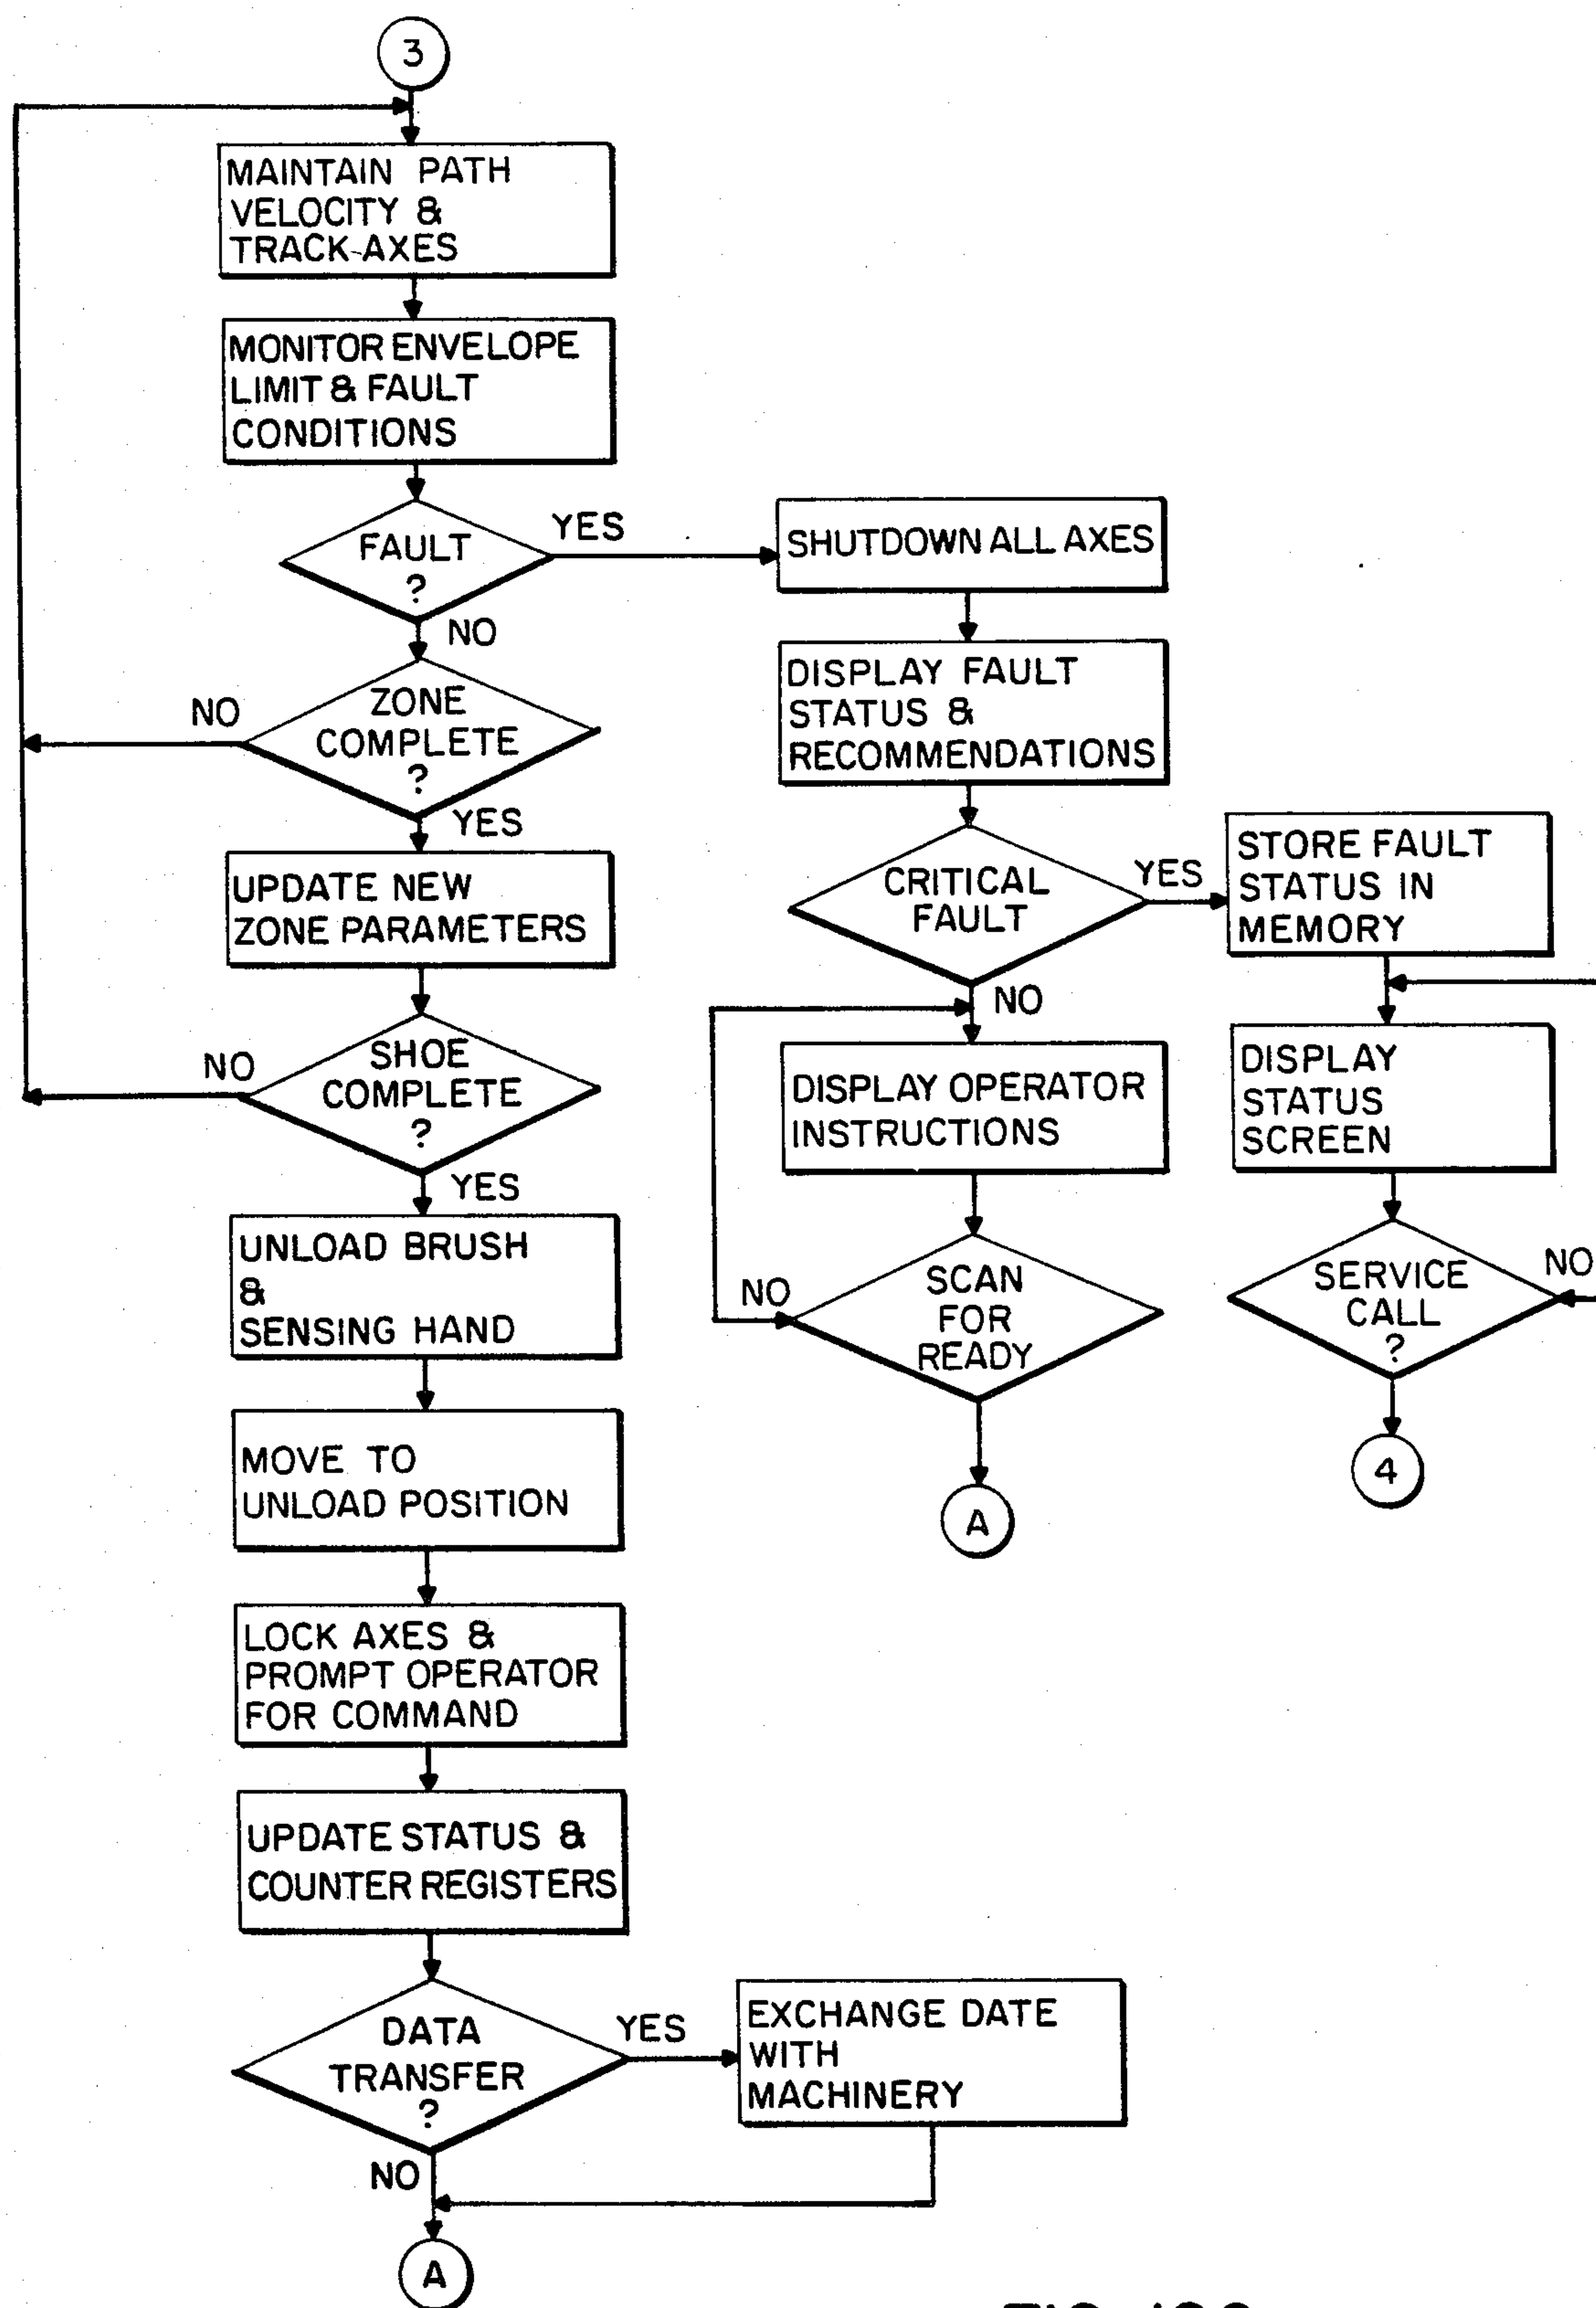 3
MAINTAIN PATH
VELOCITY &
TRACK-AXES
MONITOR ENVELOPE
LIMIT & FAULT
CONDITIONS
FAULT
?
YES
NO
ZONE
COMPLETE
?
NO
YES
UPDATE NEW
ZONE PARAMETERS
SHOE
COMPLETE
?
NO
YES
UNLOAD BRUSH
&
SENSING HAND
MOVE TO
UNLOAD POSITION
LOCK AXES &
PROMPT OPERATOR
FOR COMMAND
UPDATE STATUS &
COUNTER REGISTERS
DATA
TRANSFER
?
YES
NO
EXCHANGE DATE
WITH
MACHINERY
A
SHUTDOWN ALL AXES
DISPLAY FAULT
STATUS &
RECOMMENDATIONS
CRITICAL
FAULT
YES
NO
DISPLAY OPERATOR
INSTRUCTIONS
SCAN
FOR
READY
NO
A
STORE FAULT
STATUS IN
MEMORY
DISPLAY
STATUS
SCREEN
SERVICE
CALL
?
NO
4